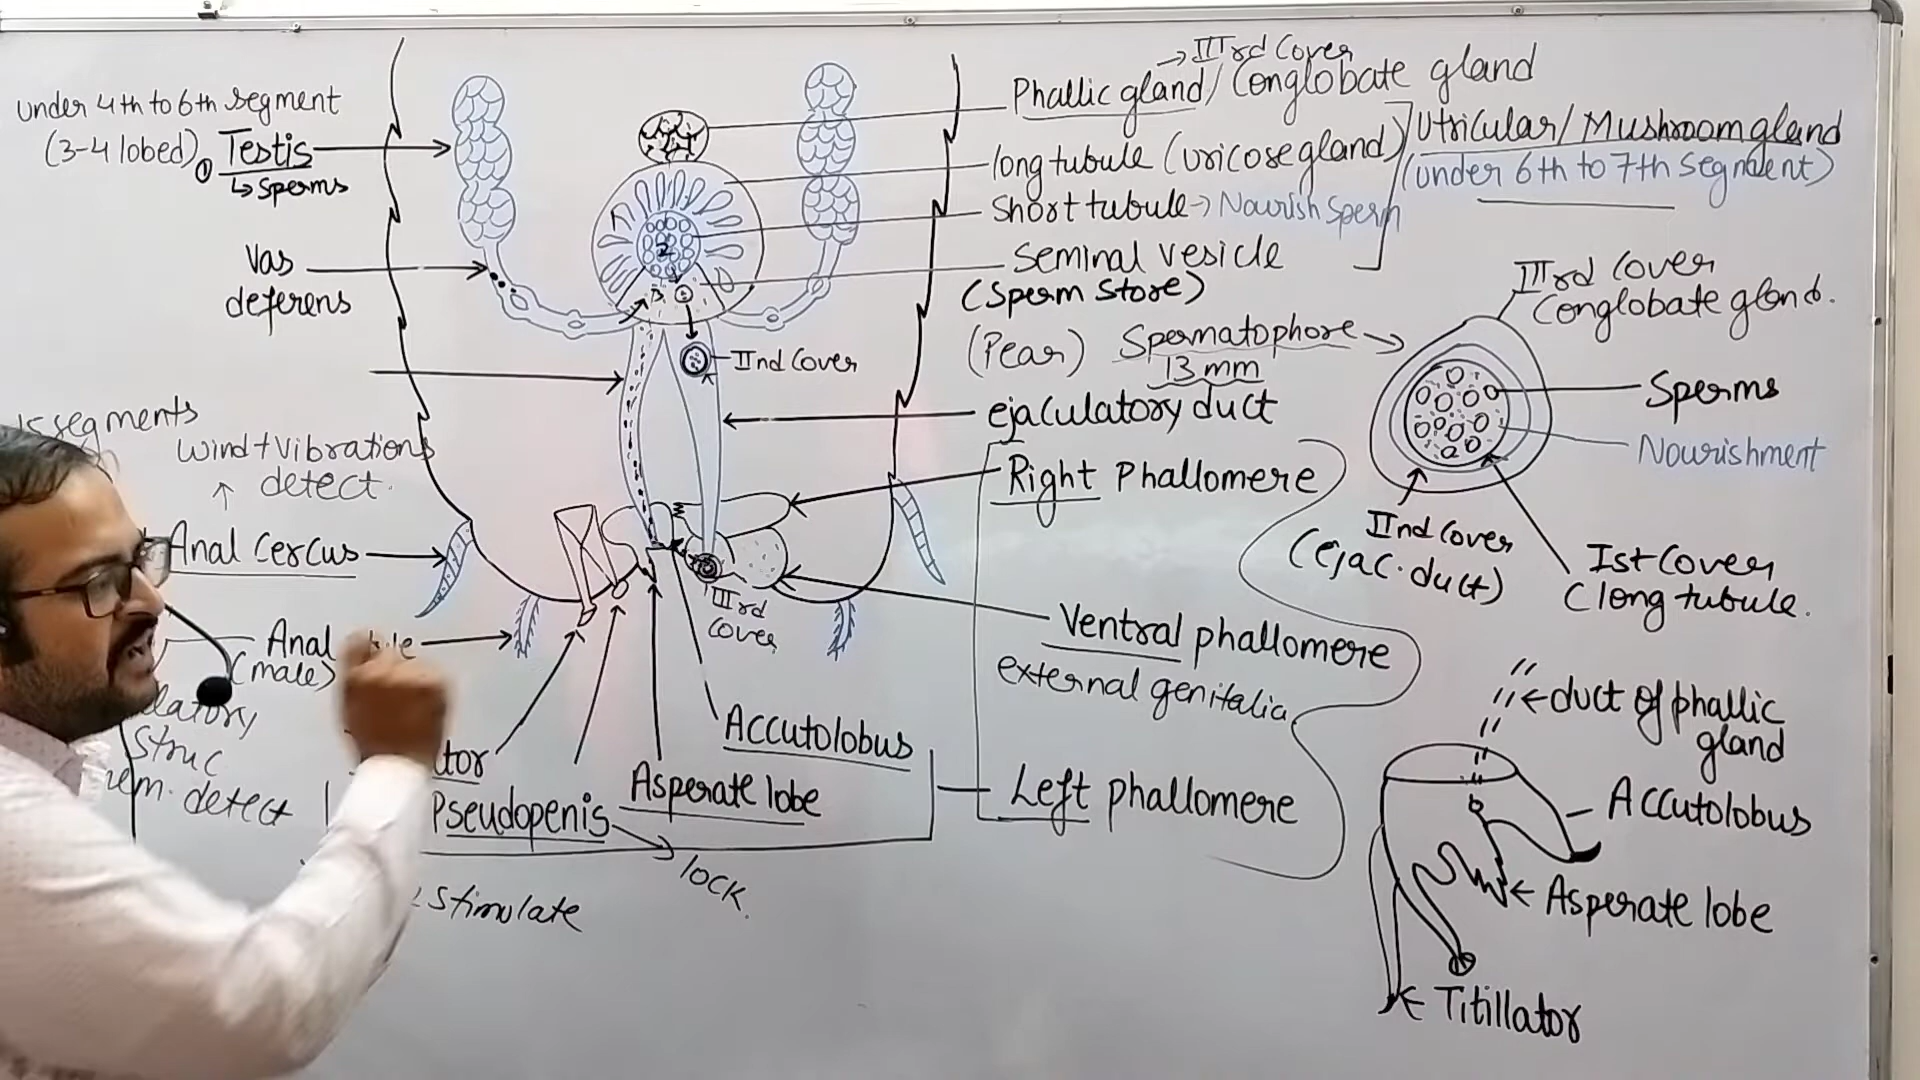 under 4th to 6th segment
(3-4 lobed) ① Testis
↳ Sperms
Vas
deferens
15 segments
Wind + Vibrations
detect.
Anal Cercus
Anal
(male)
struc
detect
Pseudopenis
lock.
stimulate
Asperate lobe
Accutolobus
2
3
IInd Cover
IIIrd
Cover
→ IIIrd Cover
Phallic gland / Conglobate gland
long tubule (Uricose gland)
Short tubule → Nourish Sperm
Seminal vesicle
(Sperm Store)
Utricular / Mushroom gland
(under 6th to 7th segment)
(Pear) Spermatophore →
13 mm
ejaculatory duct
Right Phallomere
Ventral phallomere
external genitalia
Left phallomere
IIIrd Cover
Conglobate gland.
Sperms
Nourishment
IInd Cover
(ejac. duct)
Ist Cover
(long tubule.
duct of phallic
gland
Accutolobus
Asperate lobe
Titillator